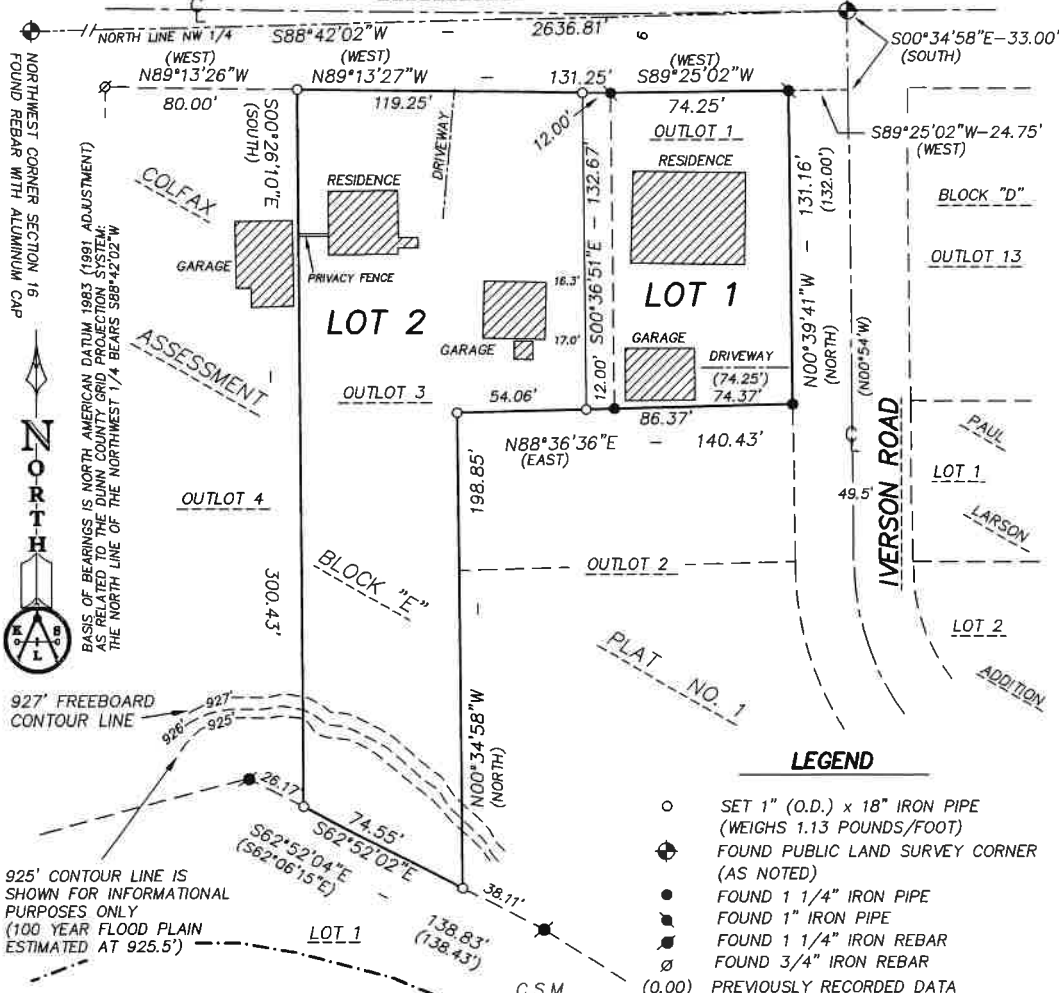 C
L
NORTH LINE NW 1/4
S88°42'02"W
-
2636.81'
6
S00°34'58"E-33.00'
(SOUTH)
(WEST)
N89°13'26"W
80.00'
(WEST)
N89°13'27"W
-
131.25'
119.25'
(WEST)
S89°25'02"W
74.25'
12.00'
S89°25'02"W-24.75'
(WEST)
NORTHWEST CORNER SECTION 16
FOUND REBAR WITH ALUMINUM CAP
BASIS OF BEARINGS IS NORTH AMERICAN DATUM 1983 (1991 ADJUSTMENT)
AS RELATED TO THE DUNN COUNTY GRID PROJECTION SYSTEM:
THE NORTH LINE OF THE NORTHWEST 1/4 BEARS S88°42'02"W
NORTH
COLFAX
ASSESSMENT
S00°26'10"E
(SOUTH)
-
300.43'
DRIVEWAY
RESIDENCE
GARAGE
PRIVACY FENCE
LOT 2
GARAGE
16.3'
17.0'
12.00'
S00°36'51"E - 132.67'
OUTLOT 1
RESIDENCE
LOT 1
GARAGE
DRIVEWAY
(74.25')
74.37'
86.37'
N00°39'41"W - 131.16'
(NORTH)
(132.00')
(N00°54'W)
BLOCK "D"
OUTLOT 13
OUTLOT 3
54.06'
N88°36'36"E - 140.43'
(EAST)
198.85'
-
N00°34'58"W
(NORTH)
OUTLOT 4
BLOCK "E"
OUTLOT 2
PLAT NO. 1
C
L
49.5'
IVERSON ROAD
PAUL
LOT 1
LARSON
LOT 2
ADDITION
K
S
A
O
O
L
927' FREEBOARD
CONTOUR LINE
927'
926'
925'
26.17'
74.55'
S62°52'02"E
S62°52'04"E
(S62°06'15"E)
-
138.83'
(138.43')
38.11'
925' CONTOUR LINE IS
SHOWN FOR INFORMATIONAL
PURPOSES ONLY
(100 YEAR FLOOD PLAIN
ESTIMATED AT 925.5')
LOT 1
C.S.M.
LEGEND
SET 1" (O.D.) x 18" IRON PIPE
(WEIGHS 1.13 POUNDS/FOOT)
FOUND PUBLIC LAND SURVEY CORNER
(AS NOTED)
FOUND 1 1/4" IRON PIPE
FOUND 1" IRON PIPE
FOUND 1 1/4" IRON REBAR
FOUND 3/4" IRON REBAR
(0.00) PREVIOUSLY RECORDED DATA